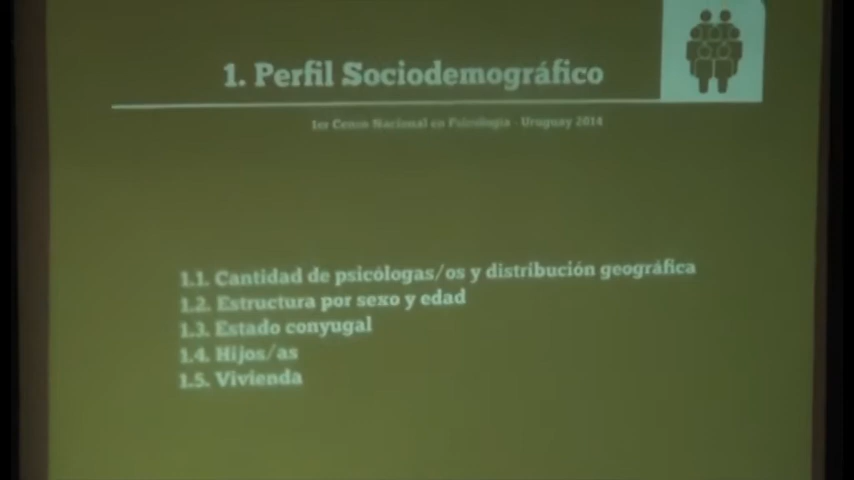 1. Perfil Sociodemográfico
1er Censo Nacional en Psicología - Uruguay 2014
1.1. Cantidad de psicólogas/os y distribución geográfica
1.2. Estructura por sexo y edad
1.3. Estado conyugal
1.4. Hijos/as
1.5. Vivienda